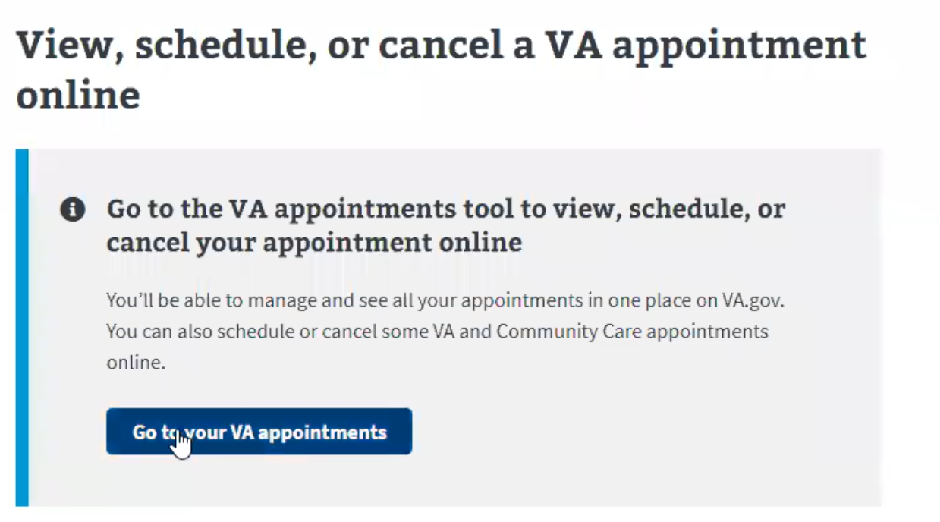 View, schedule, or cancel a VA appointment
online
Go to the VA appointments tool to view, schedule, or
cancel your appointment online
You'll be able to manage and see all your appointments in one place on VA.gov.
You can also schedule or cancel some VA and Community Care appointments
online.
Go to your VA appointments